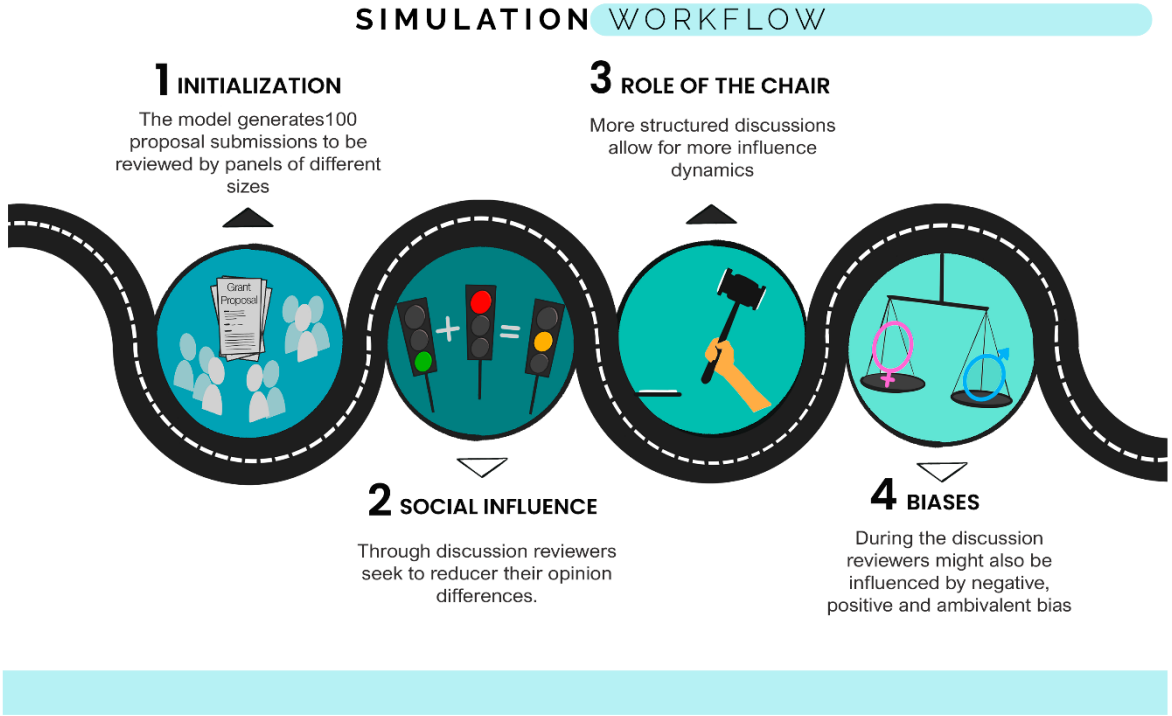 SIMULATION WORKFLOW
1 INITIALIZATION
The model generates100
proposal submissions to be
reviewed by panels of different
sizes
3 ROLE OF THE CHAIR
More structured discussions
allow for more influence
dynamics
Grant
Proposal
+
=
2 SOCIAL INFLUENCE
Through discussion reviewers
seek to reducer their opinion
differences.
4 BIASES
During the discussion
reviewers might also be
influenced by negative,
positive and ambivalent bias